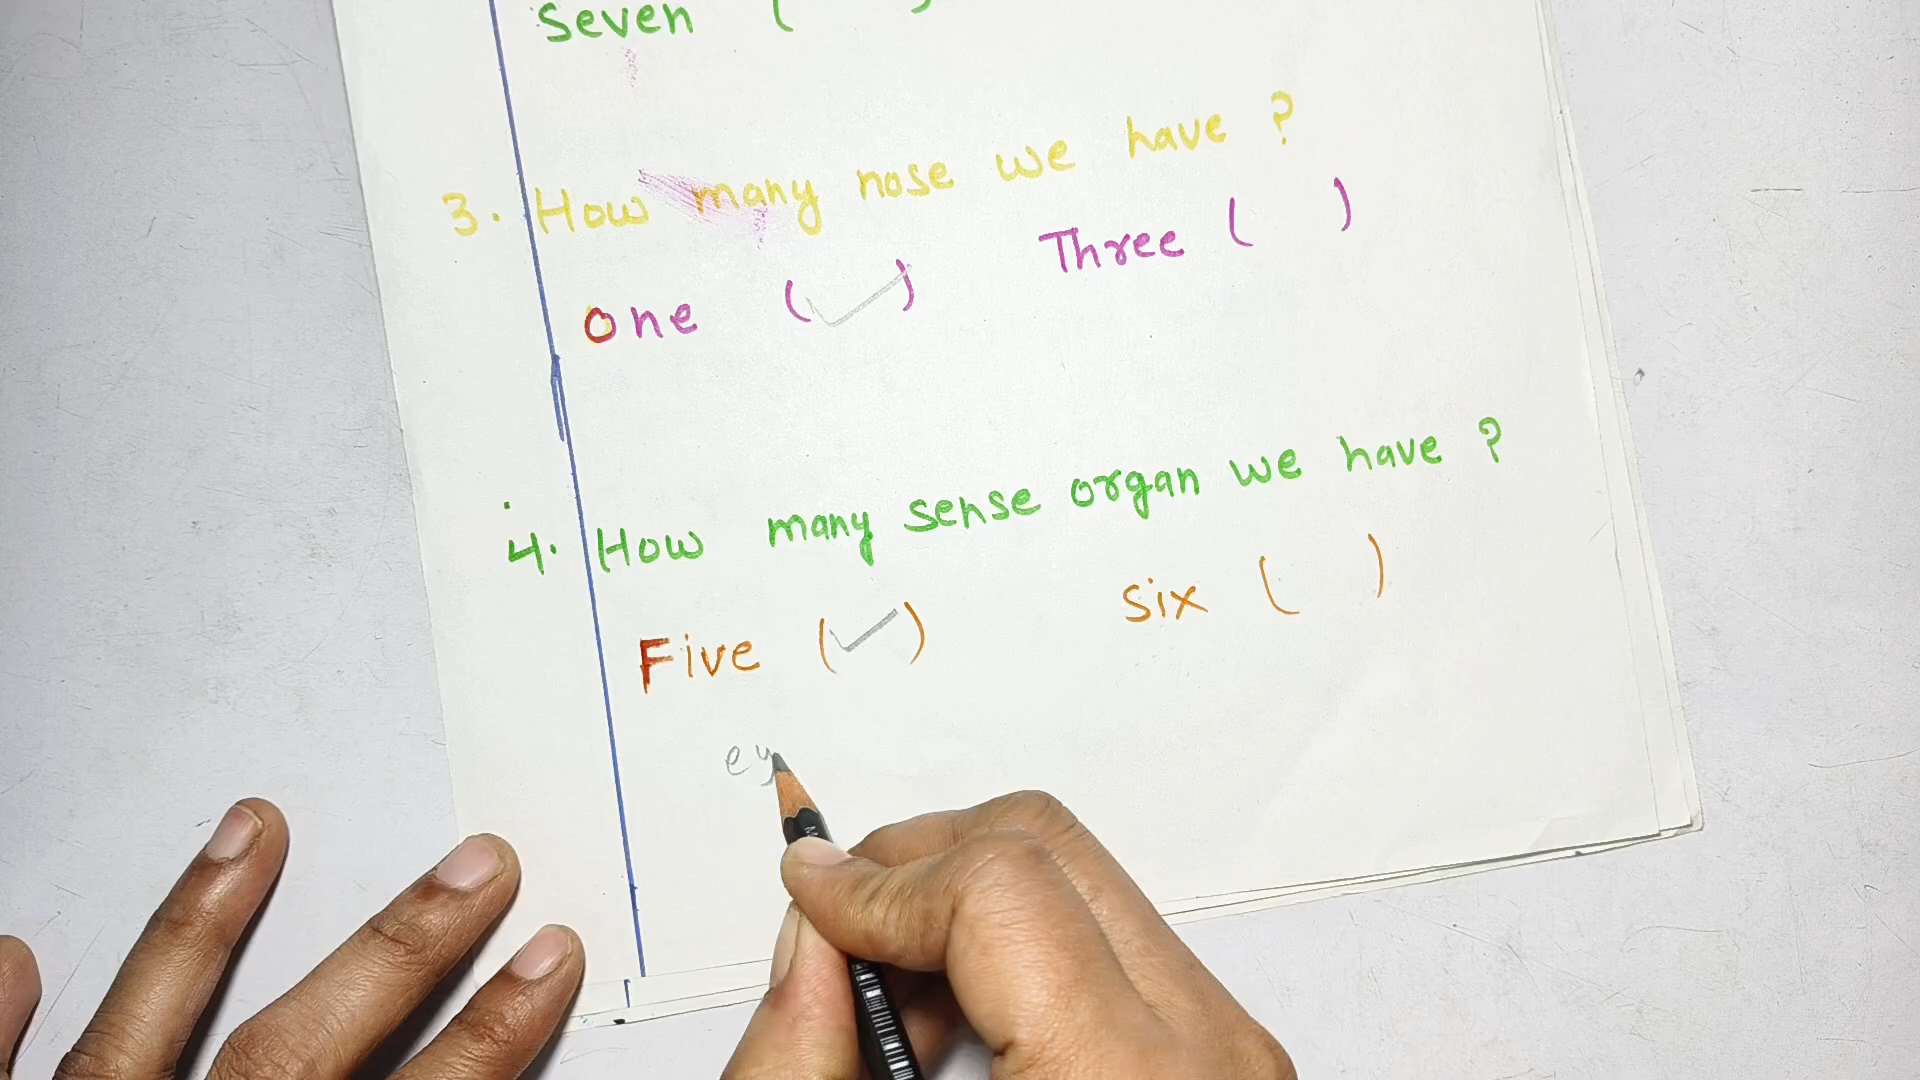 Seven ( )
3. How many nose we have ?
One (✓) Three ( )
4. How many sense organ we have ?
Five (✓) Six ( )
ey